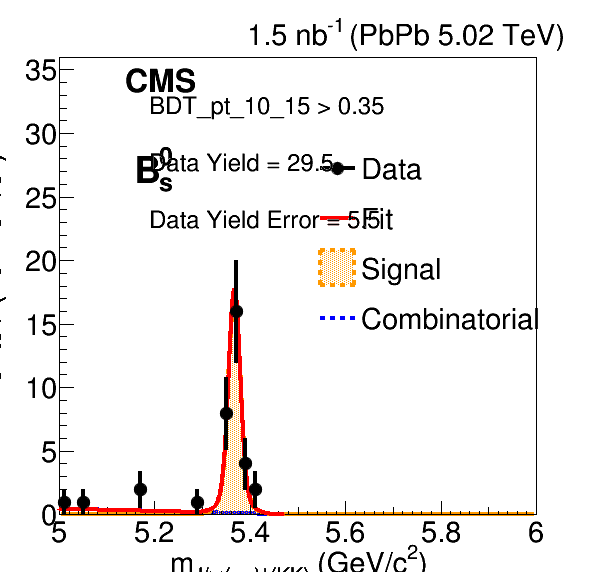 1.5 nb⁻¹ (PbPb 5.02 TeV)
CMS
BDT_pt_10_15 > 0.35
B⁰ₛ
Data Yield = 29.5
Data Yield Error = 5.5
Data
Fit
Signal
Combinatorial
35
30
25
20
15
10
5
0
5 5.2 5.4 5.6 5.8 6
m (GeV/c²)